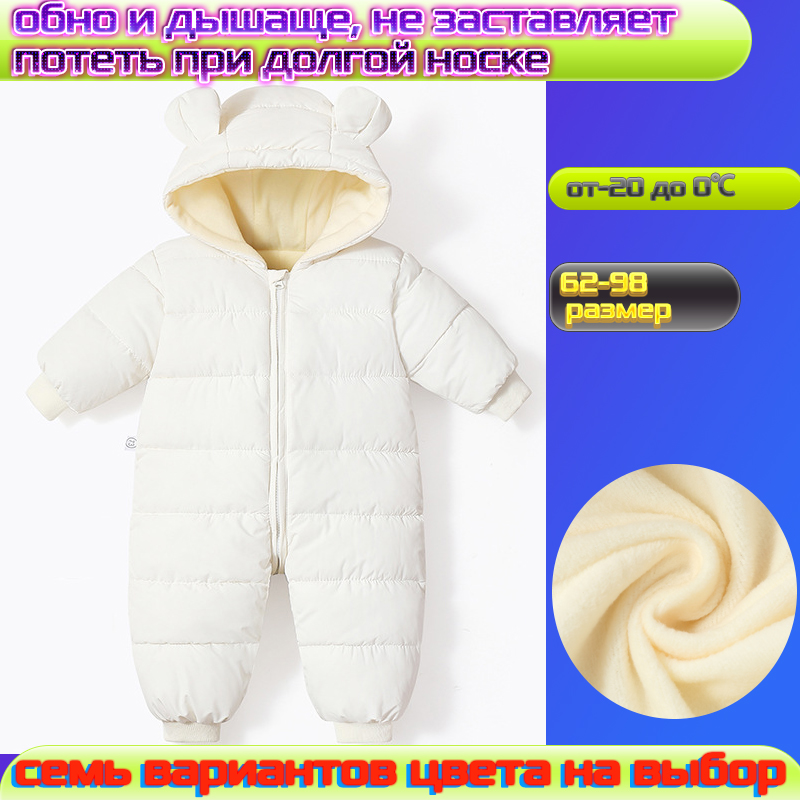 обно и дышаще, не заставляет
потеть при долгой носке
от-20 до 0℃
62-98
размер
семь вариантов цвета на выбор